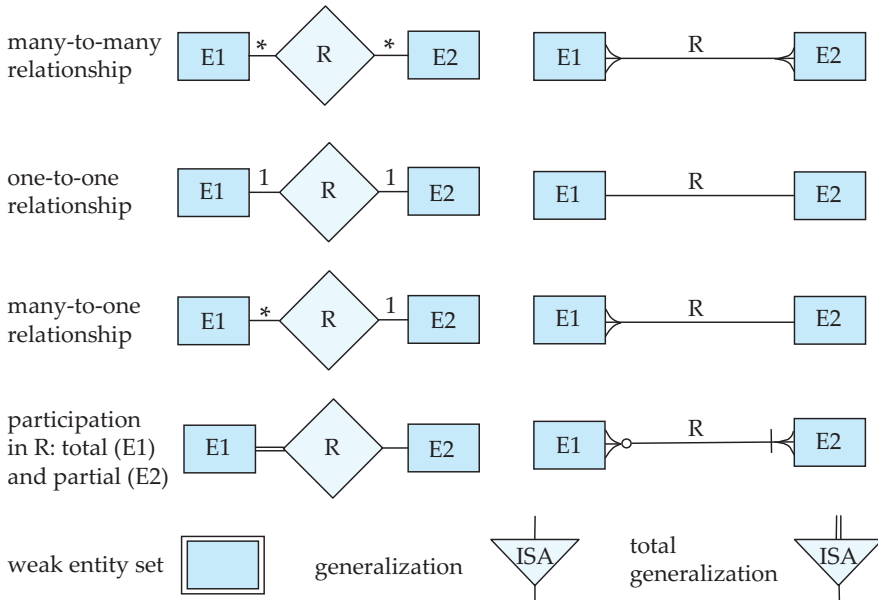 many-to-many
relationship
E1 * R * E2
E1 R E2
one-to-one
relationship
E1 1 R 1 E2
E1 R E2
many-to-one
relationship
E1 * R 1 E2
E1 R E2
participation
in R: total (E1)
and partial (E2)
E1 R E2
E1 R E2
weak entity set
generalization
ISA
total
generalization
ISA